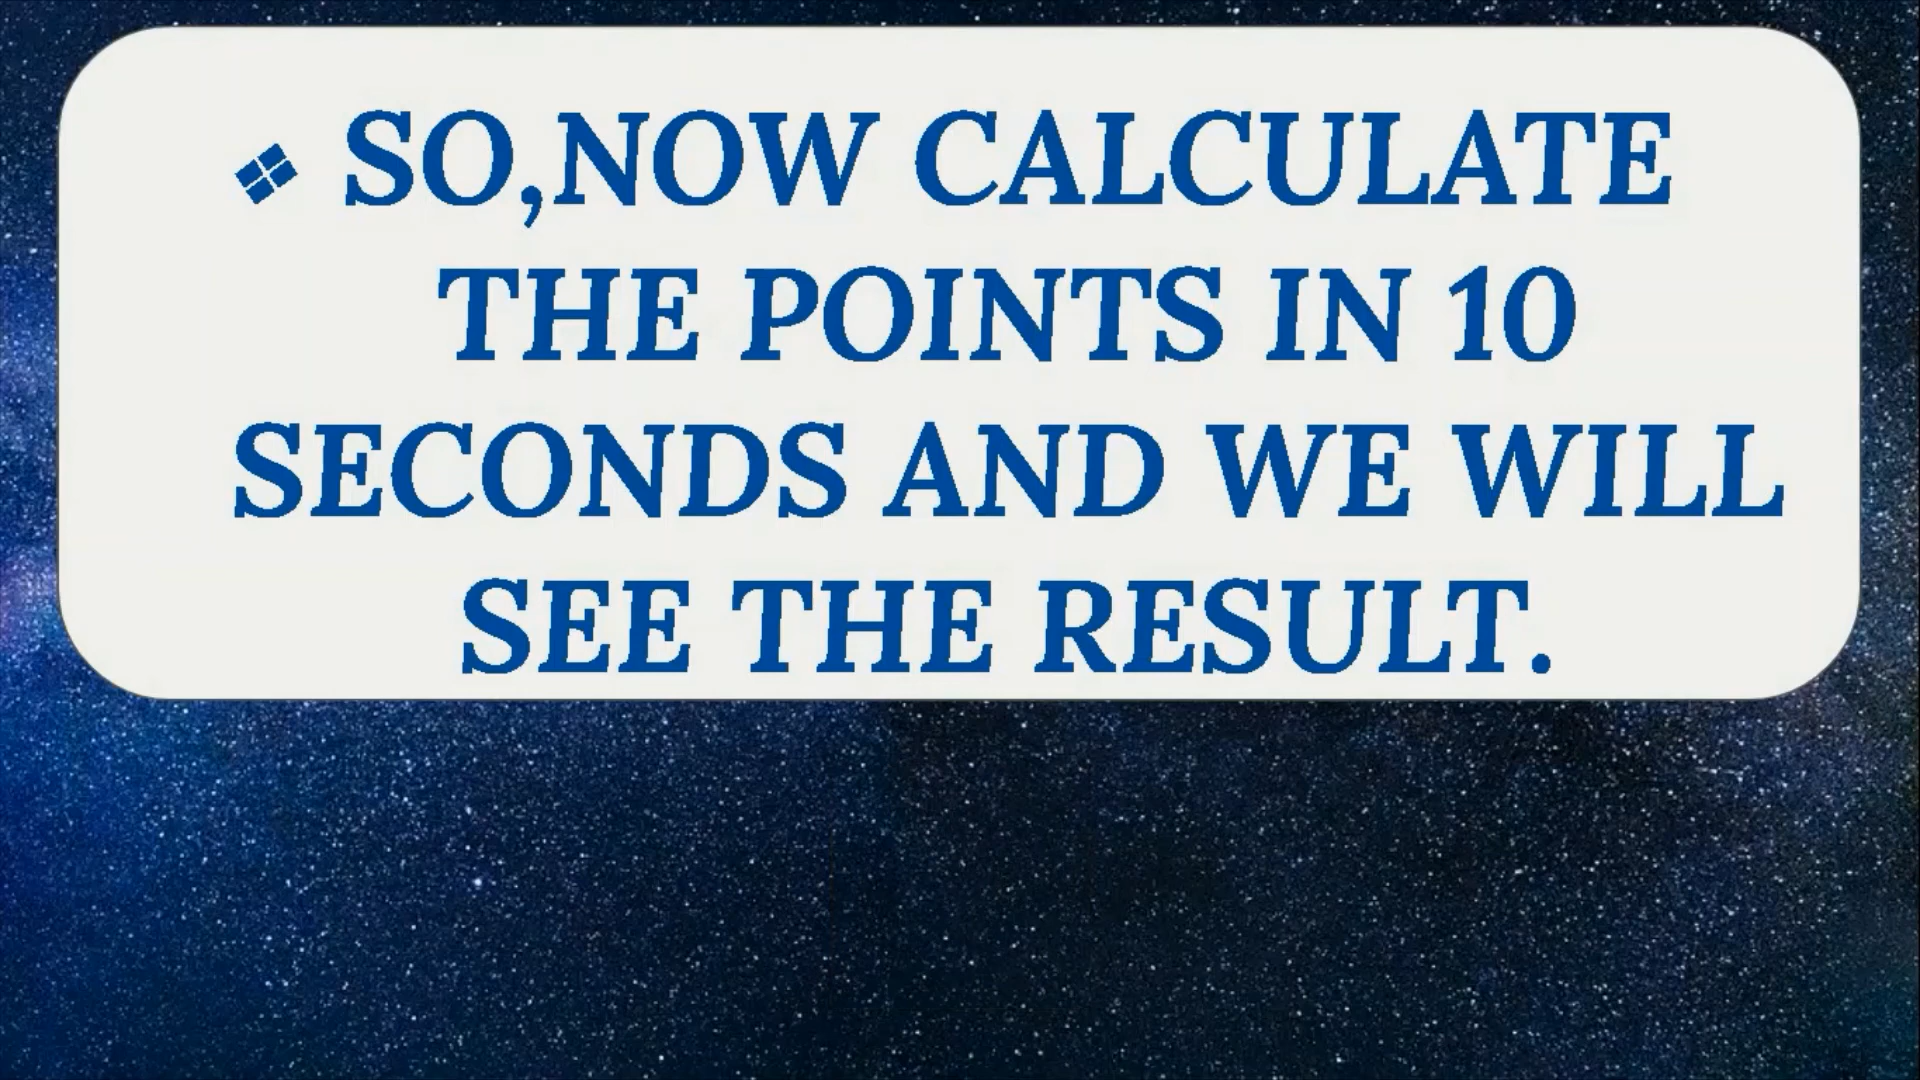 ❖ SO,NOW CALCULATE
THE POINTS IN 10
SECONDS AND WE WILL
SEE THE RESULT.